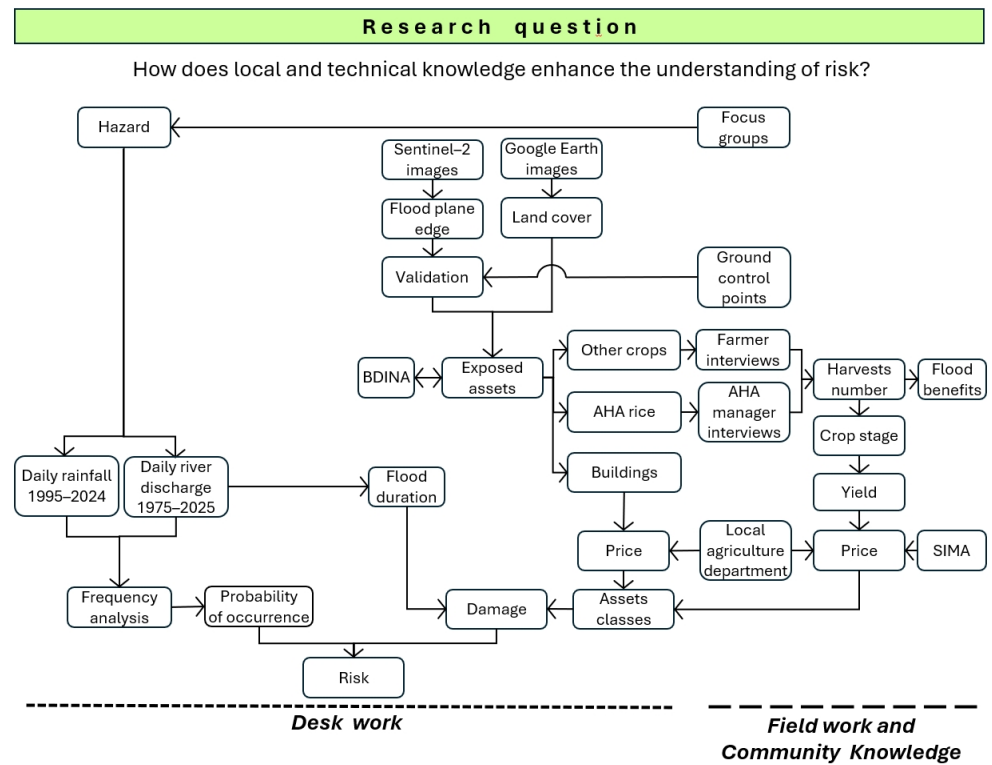 Research question
How does local and technical knowledge enhance the understanding of risk?
Hazard
Focus
groups
Sentinel–2
images
Google Earth
images
Flood plane
edge
Land cover
Validation
Ground
control
points
Other crops
Farmer
interviews
BDINA
Exposed
assets
Harvests
number
Flood
benefits
AHA rice
AHA
manager
interviews
Crop stage
Daily rainfall
1995–2024
Daily river
discharge
1975–2025
Flood
duration
Buildings
Yield
Price
Local
agriculture
department
Price
SIMA
Frequency
analysis
Probability
of occurrence
Damage
Assets
classes
Risk
Desk work
Field work and
Community Knowledge